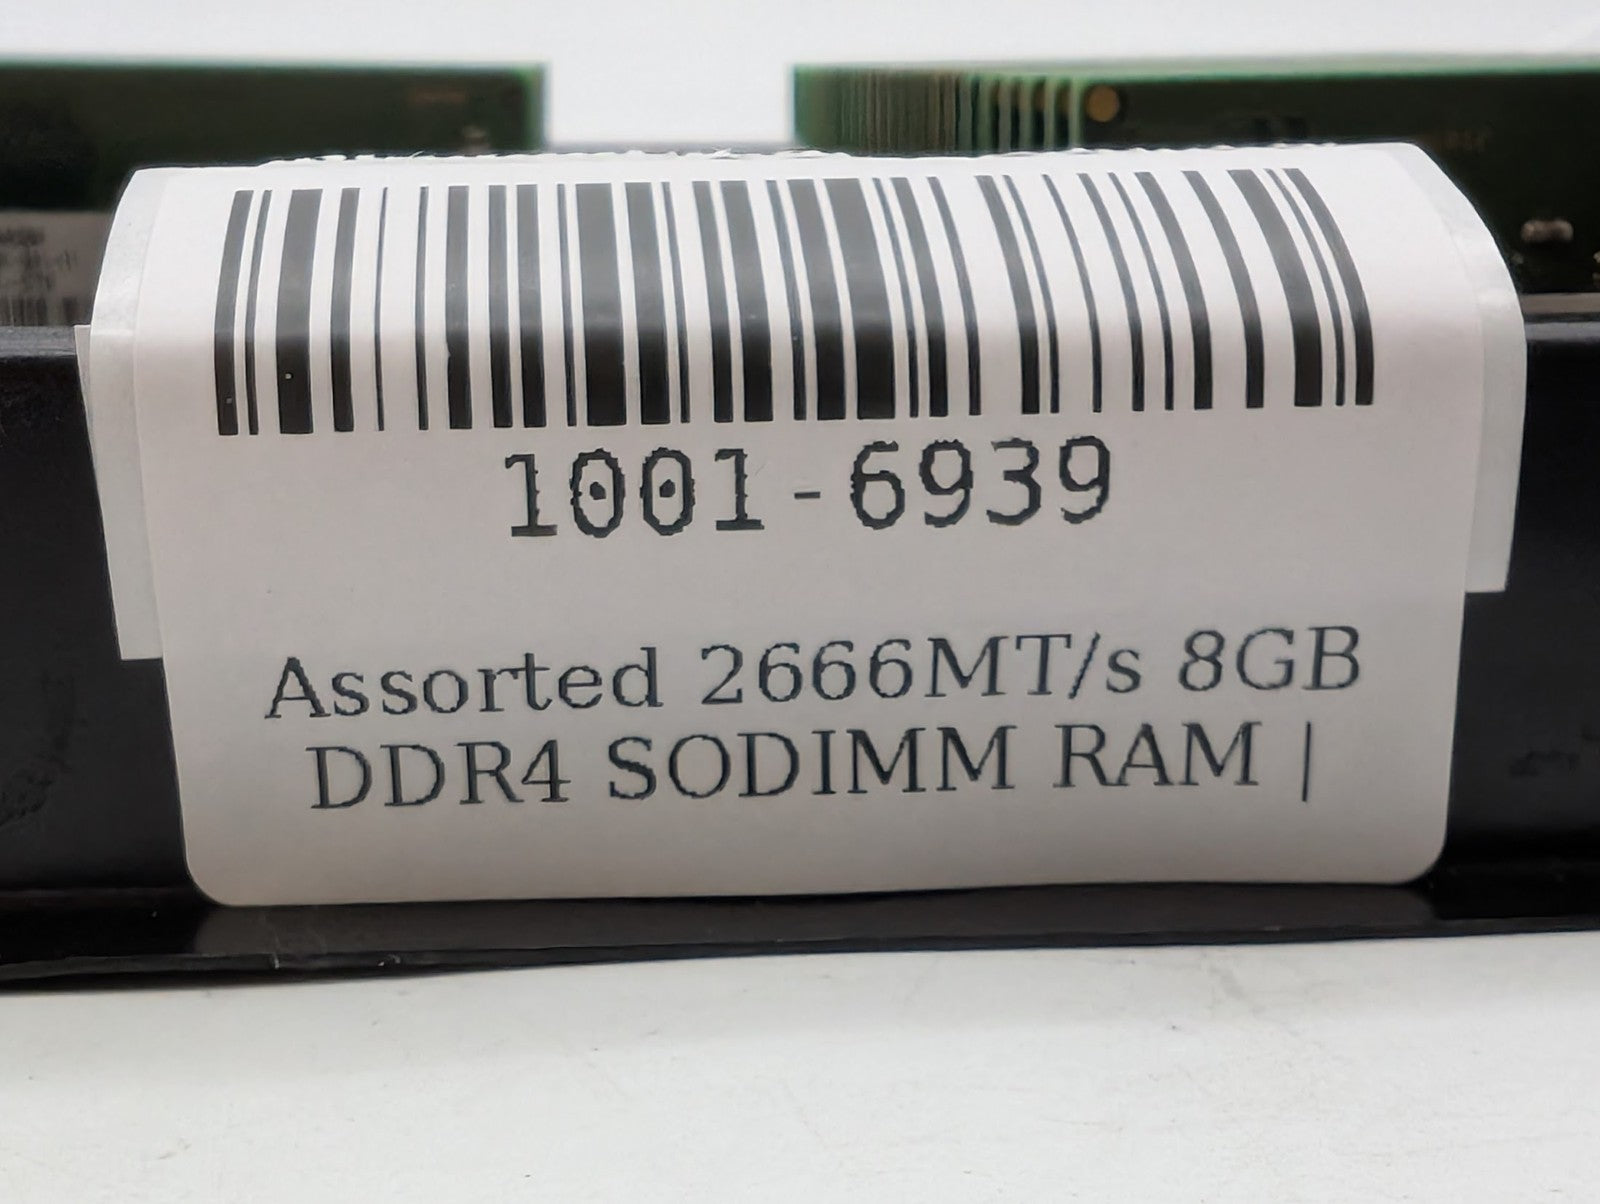 1001-6939
Assorted 2666MT/s 8GB
DDR4 SODIMM RAM |